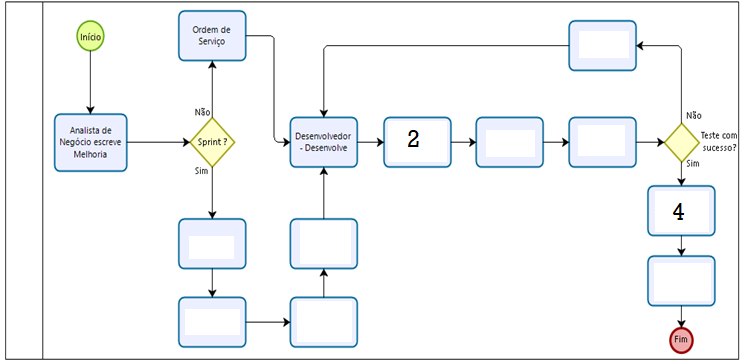 Início
Ordem de
Serviço
Não
Analista de
Negócio escreve
Melhoria
Sprint ?
Sim
Desenvolvedor
- Desenvolve
2
Não
Teste com
sucesso?
Sim
4
Fim